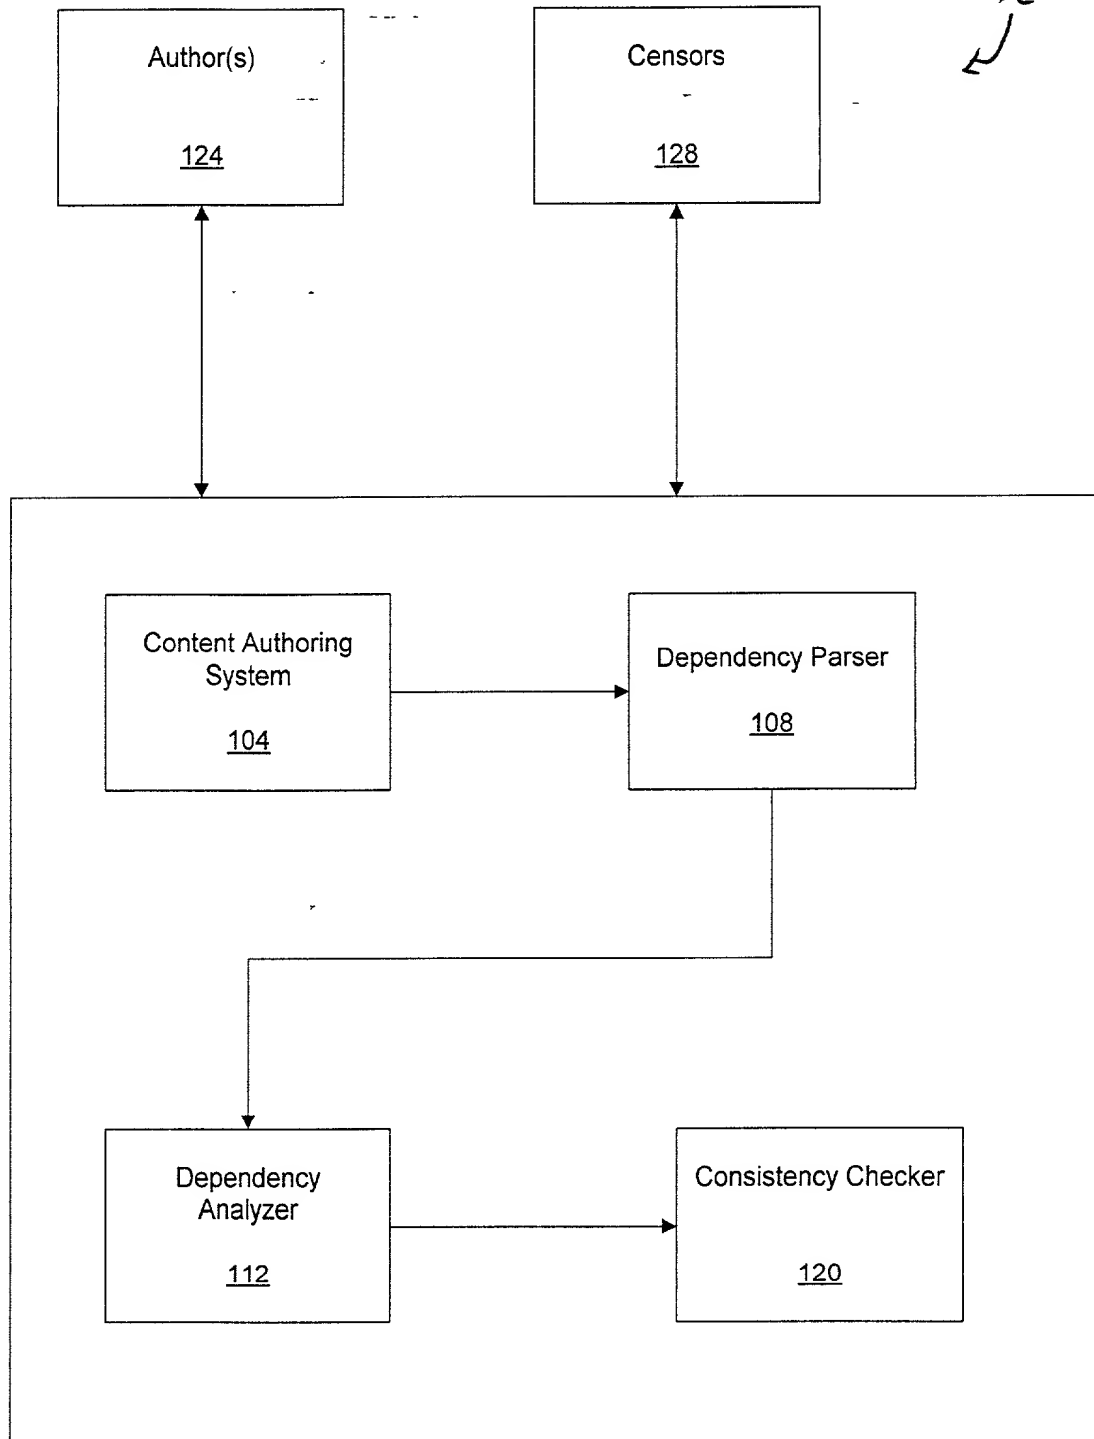 Author(s)
124
Censors
128
Content Authoring
System
104
Dependency Parser
108
Dependency
Analyzer
112
Consistency Checker
120